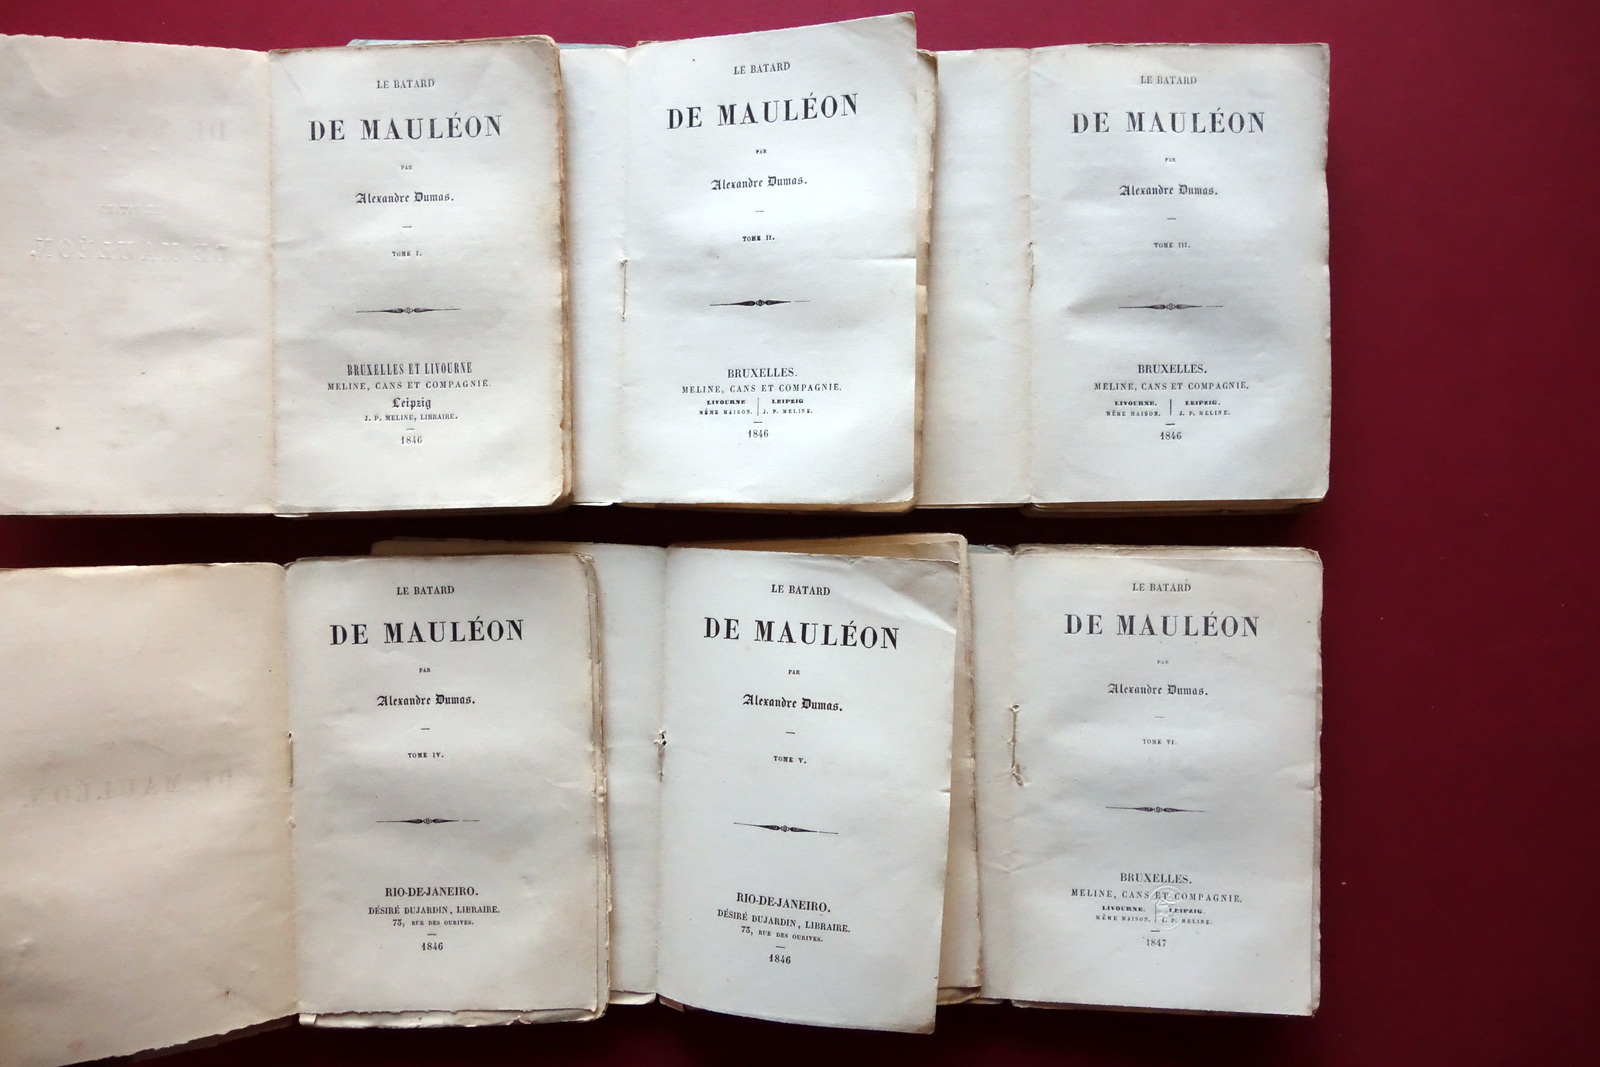 LE BATARD
DE MAULÉON
PAR
Alexandre Dumas.
TOME I.
BRUXELLES ET LIVOURNE
MELINE, CANS ET COMPAGNIE.
Leipzig
J. P. MELINE, LIBRAIRE.
1846
LE BATARD
DE MAULÉON
PAR
Alexandre Dumas.
TOME II.
BRUXELLES.
MELINE, CANS ET COMPAGNIE.
LIVOURNE LEIPZIG
MÊME MAISON. J. P. MELINE.
1846
LE BATARD
DE MAULÉON
PAR
Alexandre Dumas.
TOME III.
BRUXELLES.
MELINE, CANS ET COMPAGNIE.
LIVOURNE. LEIPZIG.
MÊME MAISON. J. P. MELINE.
1846
LE BATARD
DE MAULÉON
PAR
Alexandre Dumas.
TOME IV.
RIO-DE-JANEIRO.
DÉSIRÉ DUJARDIN, LIBRAIRE.
73, RUE DES OURIVES.
1846
LE BATARD
DE MAULÉON
PAR
Alexandre Dumas.
TOME V.
RIO-DE-JANEIRO.
DÉSIRÉ DUJARDIN, LIBRAIRE.
73, RUE DES OURIVES.
1846
LE BATARD
DE MAULÉON
PAR
Alexandre Dumas.
TOME VI.
BRUXELLES.
MELINE, CANS ET COMPAGNIE.
LIVOURNE. LEIPZIG.
MÊME MAISON. J. P. MELINE.
1847